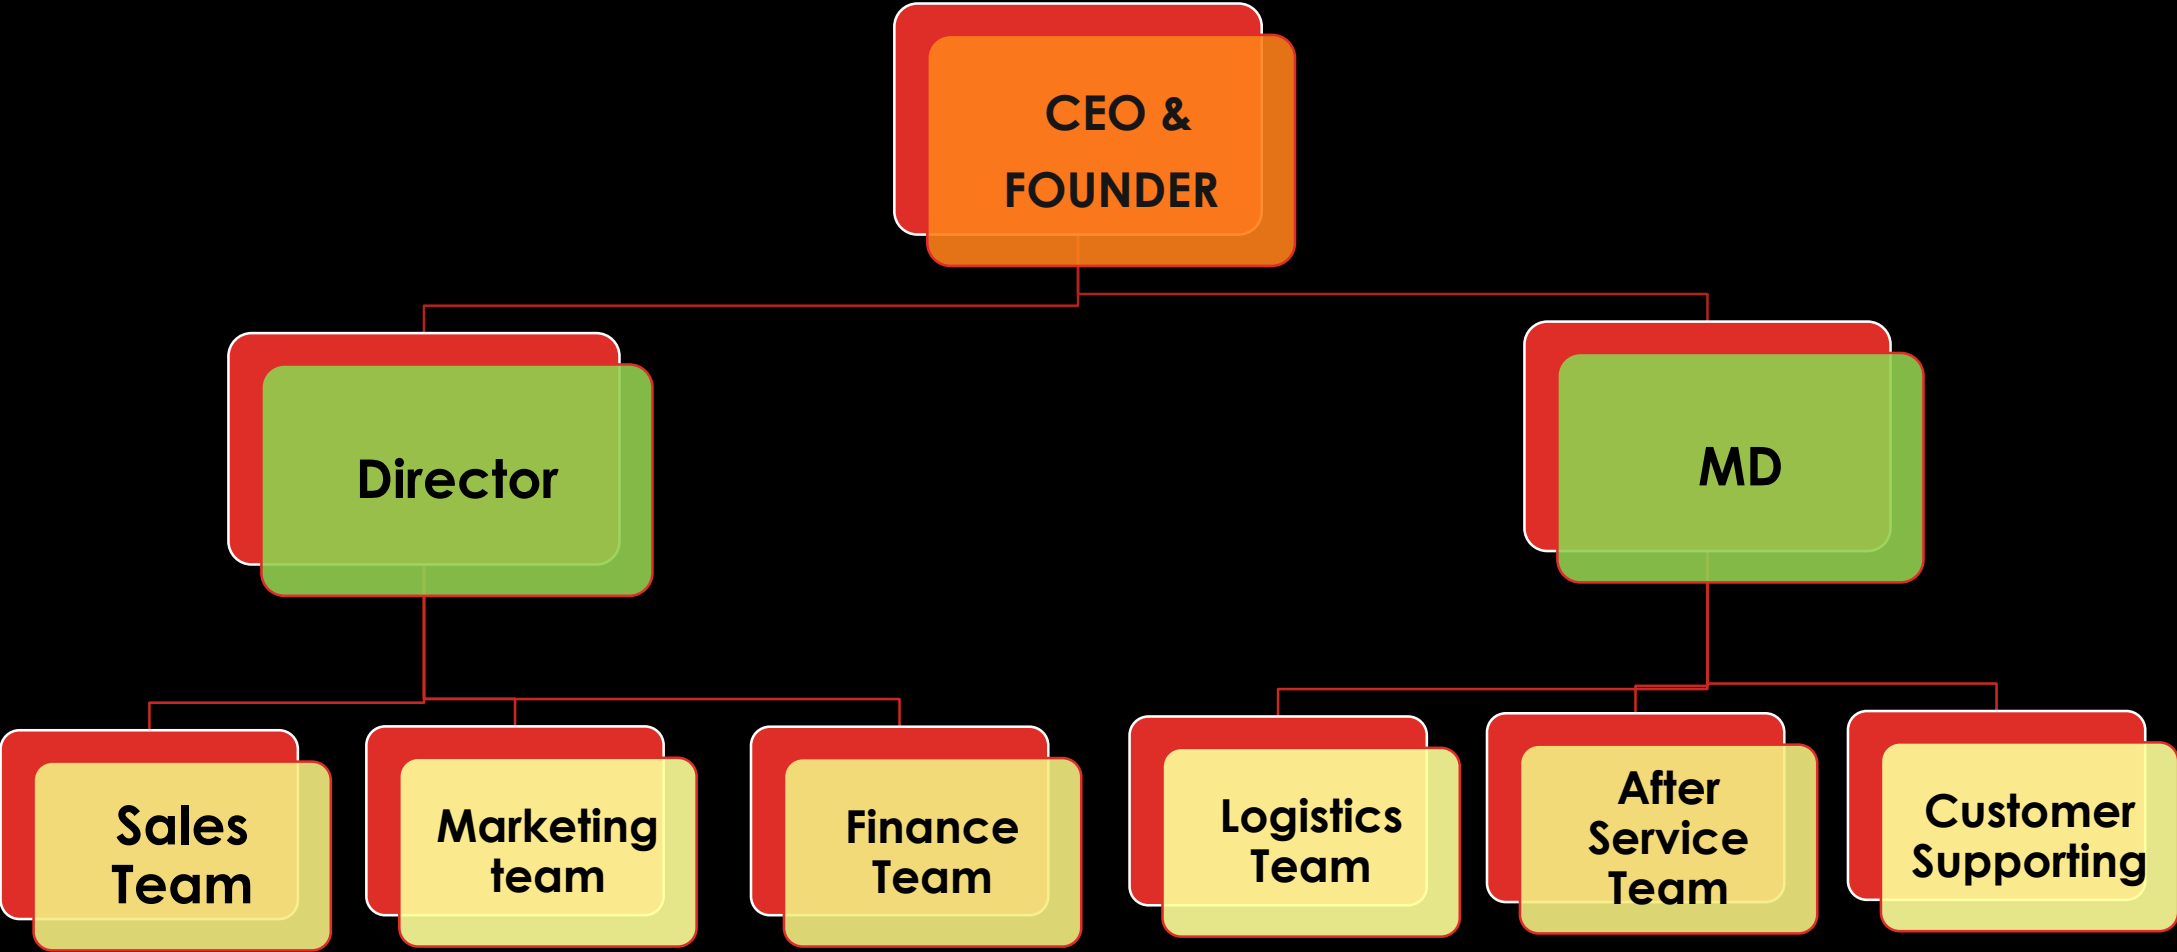 CEO &
FOUNDER
Director
MD
Sales
Team
Marketing
team
Finance
Team
Logistics
Team
After
Service
Team
Customer
Supporting